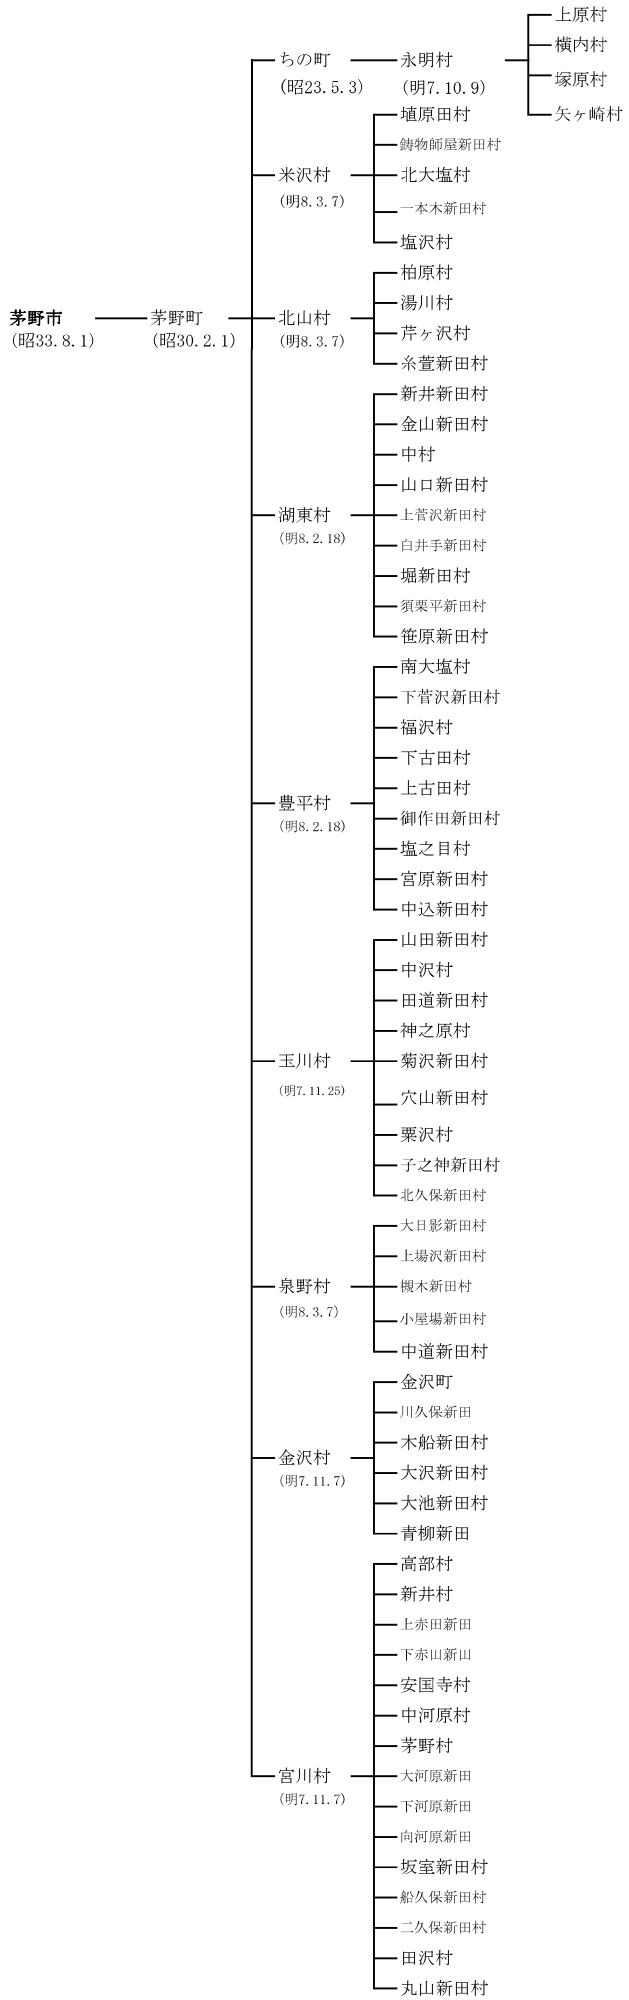 茅野市
(昭33.8.1)
茅野町
(昭30.2.1)
ちの町
(昭23.5.3)
永明村
(明7.10.9)
上原村
横内村
塚原村
矢ヶ崎村
米沢村
(明8.3.7)
埴原田村
鋳物師屋新田村
北大塩村
一本木新田村
塩沢村
北山村
(明8.3.7)
柏原村
湯川村
芹ヶ沢村
糸萱新田村
湖東村
(明8.2.18)
新井新田村
金山新田村
中村
山口新田村
上菅沢新田村
白井手新田村
堀新田村
須栗平新田村
笹原新田村
豊平村
(明8.2.18)
南大塩村
下菅沢新田村
福沢村
下古田村
上古田村
御作田新田村
塩之目村
宮原新田村
中込新田村
玉川村
(明7.11.25)
山田新田村
中沢村
田道新田村
神之原村
菊沢新田村
穴山新田村
粟沢村
子之神新田村
北久保新田村
泉野村
(明8.3.7)
大日影新田村
上場沢新田村
槻木新田村
小屋場新田村
中道新田村
金沢村
(明7.11.7)
金沢町
川久保新田
木船新田村
大沢新田村
大池新田村
青柳新田
宮川村
(明7.11.7)
高部村
新井村
上赤田新田
下赤山新山
安国寺村
中河原村
茅野村
大河原新田
下河原新田
向河原新田
坂室新田村
船久保新田村
二久保新田村
田沢村
丸山新田村